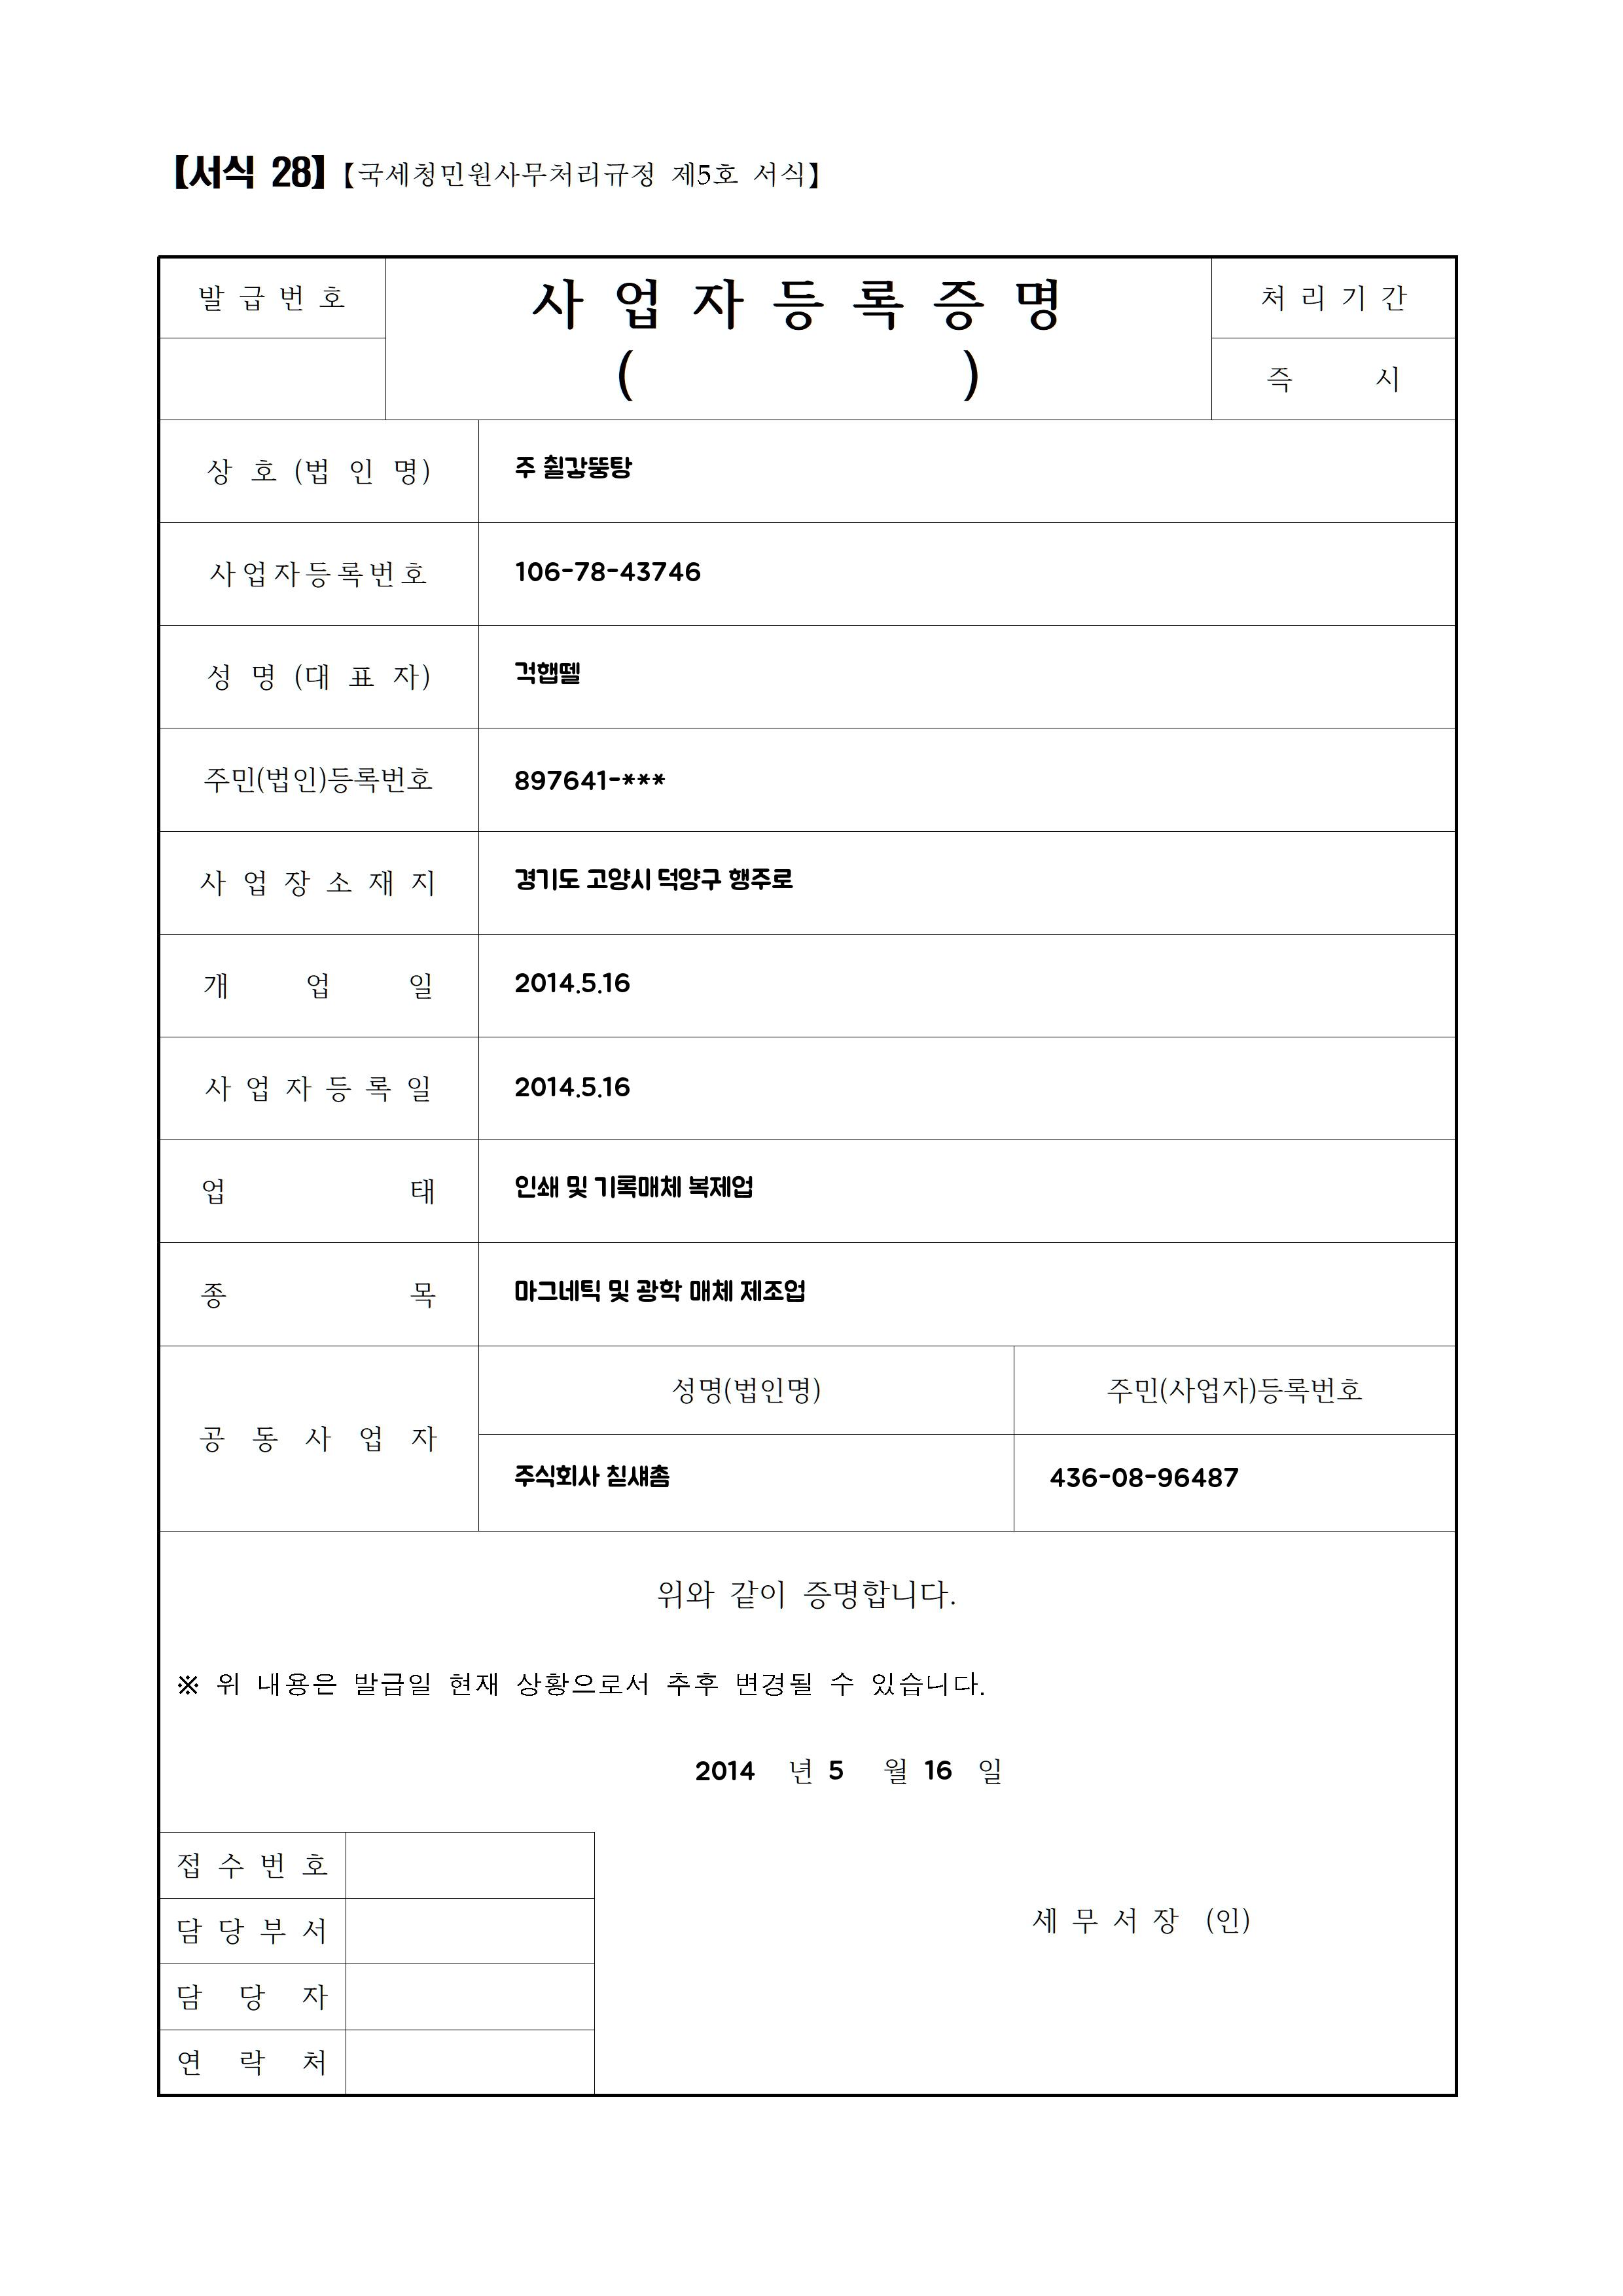 【서식 28】【국세청민원사무처리규정 제5호 서식】
발 급 번 호
사 업 자 등 록 증 명
( )
처 리 기 간
즉 시
상 호 (법 인 명)
주 췰갚뚱탕
사업자등록번호
106-78-43746
성 명 (대 표 자)
걱햅뗄
주민(법인)등록번호
897641-***
사 업 장 소 재 지
경기도 고양시 덕양구 행주로
개 업 일
2014.5.16
사 업 자 등 록 일
2014.5.16
업 태
인쇄 및 기록매체 복제업
종 목
마그네틱 및 광학 매체 제조업
공 동 사 업 자
성명(법인명)
주민(사업자)등록번호
주식회사 칟섀촘
436-08-96487
위와 같이 증명합니다.
※ 위 내용은 발급일 현재 상황으로서 추후 변경될 수 있습니다.
2014 년 5 월 16 일
접 수 번 호
담 당 부 서
세 무 서 장 (인)
담 당 자
연 락 처